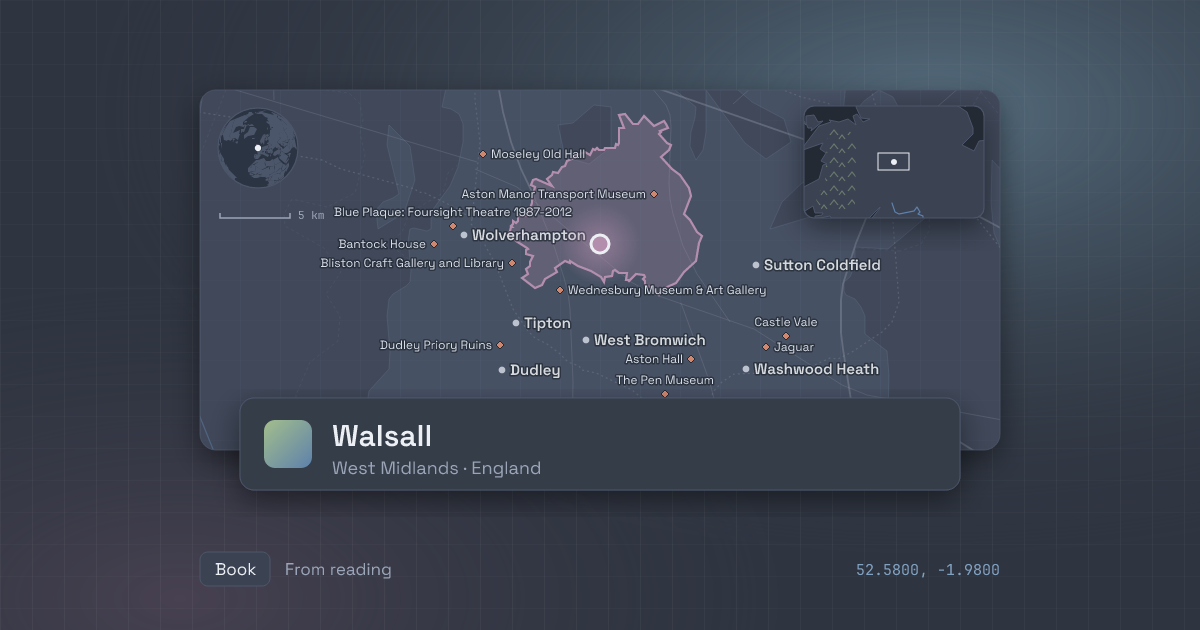 Moseley Old Hall
Aston Manor Transport Museum
5 km
Blue Plaque: Foursight Theatre 1987-2012
Wolverhampton
Bantock House
Bliston Craft Gallery and Library
Sutton Coldfield
Wednesbury Museum & Art Gallery
Tipton
Castle Vale
West Bromwich
Dudley Priory Ruins
Jaguar
Aston Hall
Dudley
Washwood Heath
The Pen Museum
Walsall
West Midlands · England
Book
From reading
52.5800, -1.9800